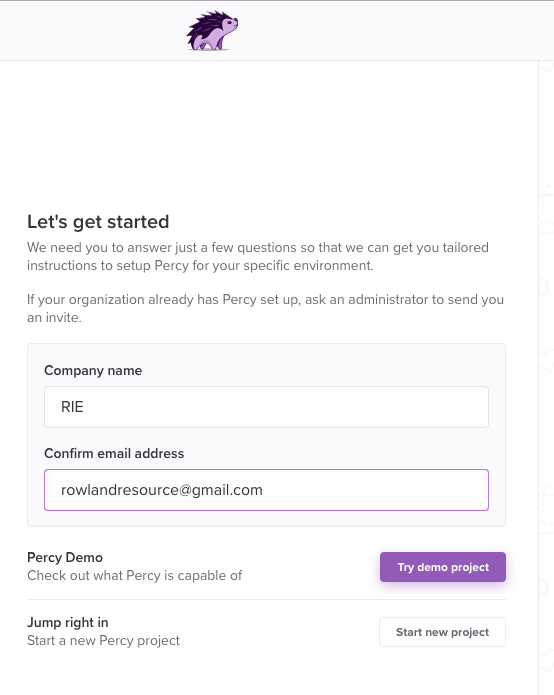 Let's get started
We need you to answer just a few questions so that we can get you tailored
instructions to setup Percy for your specific environment.
If your organization already has Percy set up, ask an administrator to send you
an invite.
Company name
RIE
Confirm email address
rowlandresource@gmail.com
Percy Demo
Check out what Percy is capable of
Try demo project
Jump right in
Start a new Percy project
Start new project